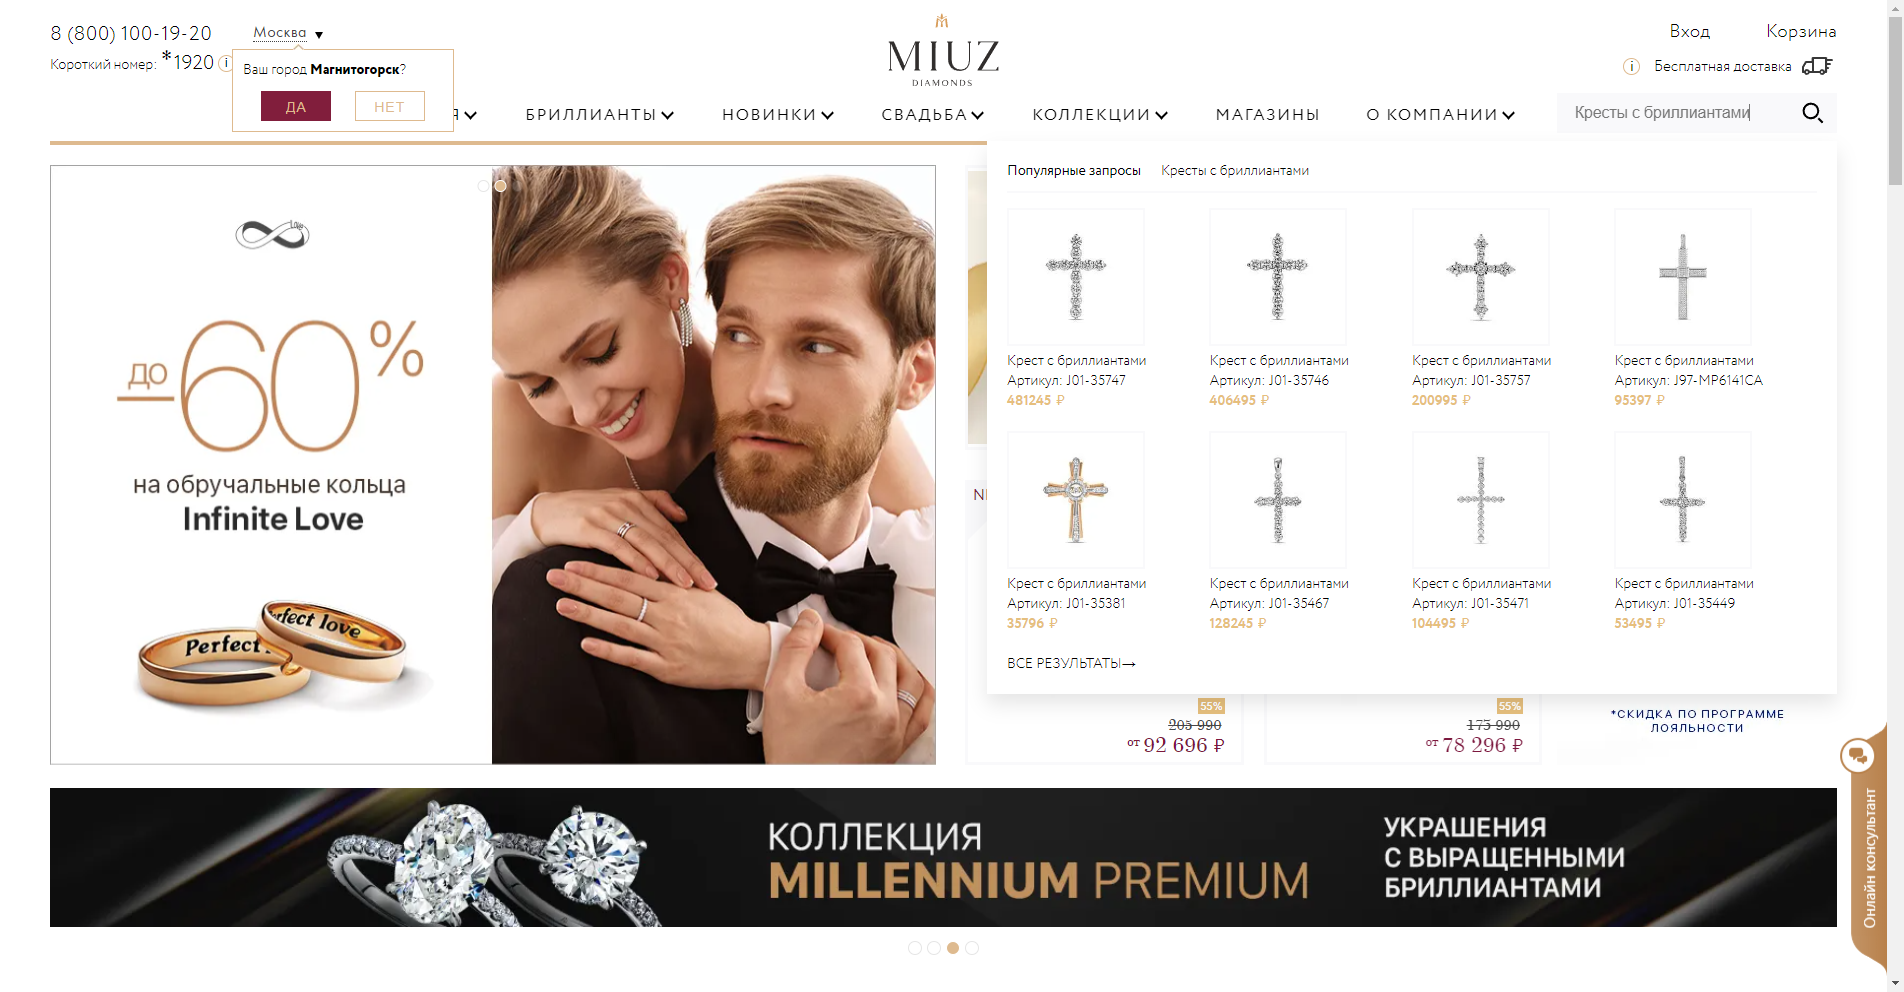 8 (800) 100-19-20
Москва ▼
Короткий номер: *1920
Ваш город Магнитогорск?
ДА
НЕТ
MIUZ
DIAMONDS
Вход
Корзина
Бесплатная доставка
БРИЛЛИАНТЫ
НОВИНКИ
СВАДЬБА
КОЛЛЕКЦИИ
МАГАЗИНЫ
О КОМПАНИИ
Кресты с бриллиантами
Популярные запросы
Кресты с бриллиантами
Крест с бриллиантами
Артикул: J01-35747
481245 ₽
Крест с бриллиантами
Артикул: J01-35746
406495 ₽
Крест с бриллиантами
Артикул: J01-35757
200995 ₽
Крест с бриллиантами
Артикул: J97-MP6141CA
95397 ₽
Крест с бриллиантами
Артикул: J01-35381
35796 ₽
Крест с бриллиантами
Артикул: J01-35467
128245 ₽
Крест с бриллиантами
Артикул: J01-35471
104495 ₽
Крест с бриллиантами
Артикул: J01-35449
53495 ₽
ВСЕ РЕЗУЛЬТАТЫ→
Love
до 60%
на обручальные кольца
Infinite Love
Perfect
rfect love
55%
205 990
от 92 696 ₽
55%
173 990
от 78 296 ₽
*СКИДКА ПО ПРОГРАММЕ
ЛОЯЛЬНОСТИ
КОЛЛЕКЦИЯ
MILLENNIUM PREMIUM
УКРАШЕНИЯ
С ВЫРАЩЕННЫМИ
БРИЛЛИАНТАМИ
Онлайн консультант